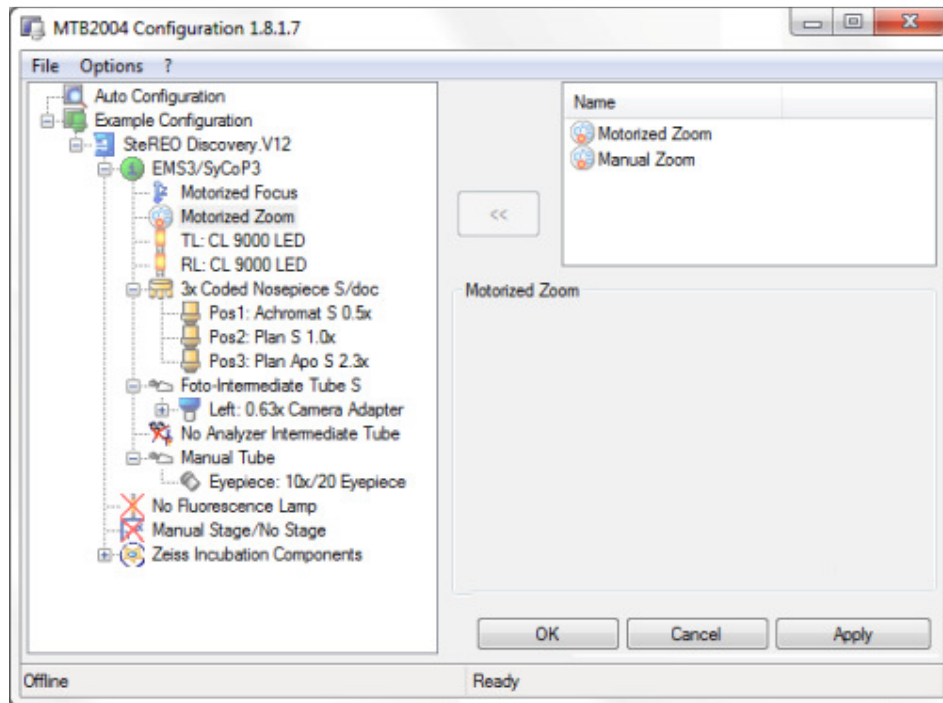 MTB2004 Configuration 1.8.1.7
File Options ?
Auto Configuration
Example Configuration
SteREO Discovery.V12
EMS3/SyCoP3
Motorized Focus
Motorized Zoom
TL: CL 9000 LED
RL: CL 9000 LED
3x Coded Nosepiece S/doc
Pos1: Achromat S 0.5x
Pos2: Plan S 1.0x
Pos3: Plan Apo S 2.3x
Foto-Intermediate Tube S
Left: 0.63x Camera Adapter
No Analyzer Intermediate Tube
Manual Tube
Eyepiece: 10x/20 Eyepiece
No Fluorescence Lamp
Manual Stage/No Stage
Zeiss Incubation Components
<<
Name
Motorized Zoom
Manual Zoom
Motorized Zoom
OK Cancel Apply
Offline Ready